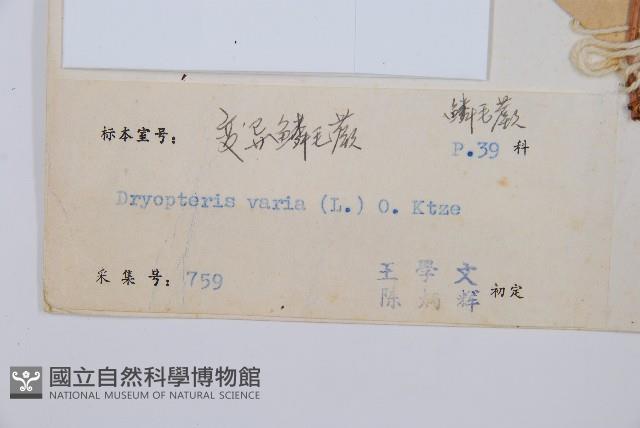 鳞毛蕨
标本室号: 变异鳞毛蕨 P.39 科
Dryopteris varia (L.) O. Ktze
采集号: 759 王学文
陈炳辉 初定
國立自然科學博物館
NATIONAL MUSEUM OF NATURAL SCIENCE